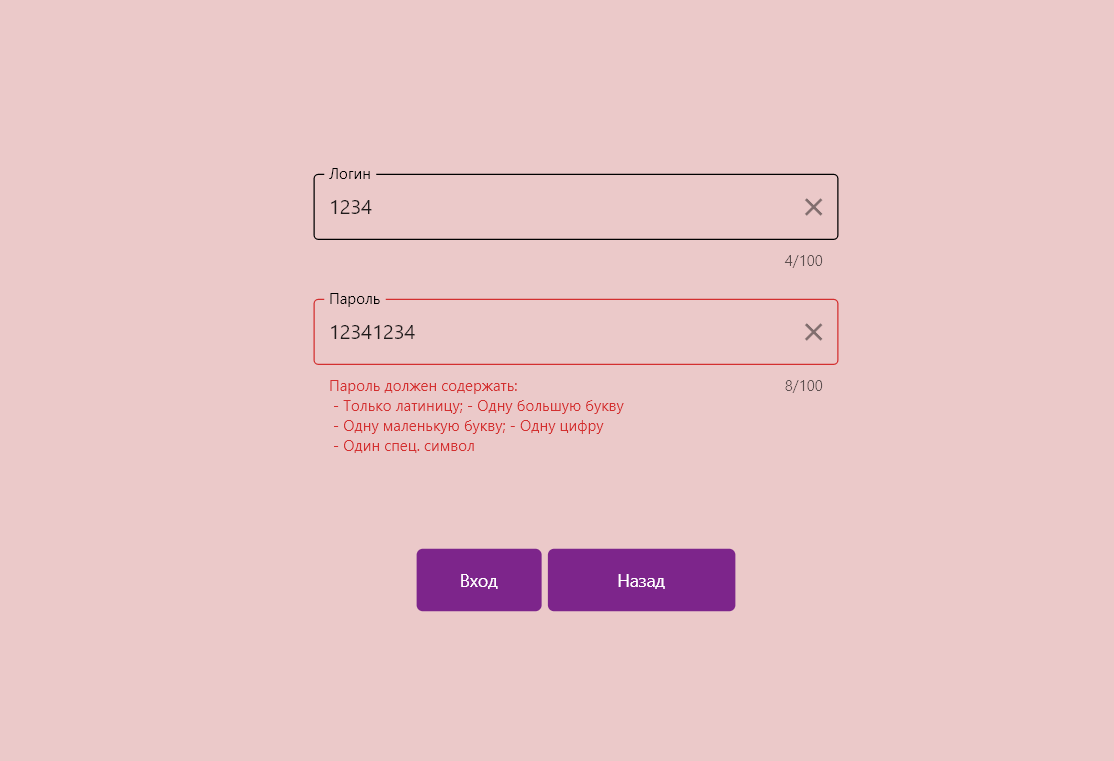 Логин
1234
4/100
Пароль
12341234
Пароль должен содержать: 8/100
- Только латиницу; - Одну большую букву
- Одну маленькую букву; - Одну цифру
- Один спец. символ
Вход Назад